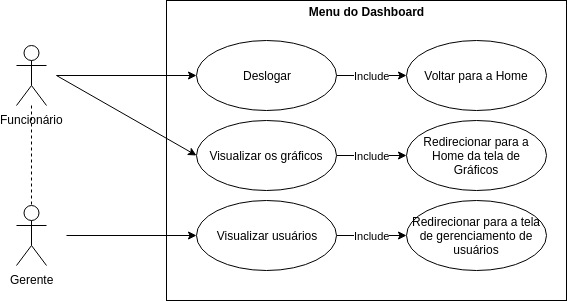 Menu do Dashboard
Funcionário
Deslogar
Include
Voltar para a Home
Visualizar os gráficos
Include
Redirecionar para a
Home da tela de
Gráficos
Gerente
Visualizar usuários
Include
Redirecionar para a tela
de gerenciamento de
usuários